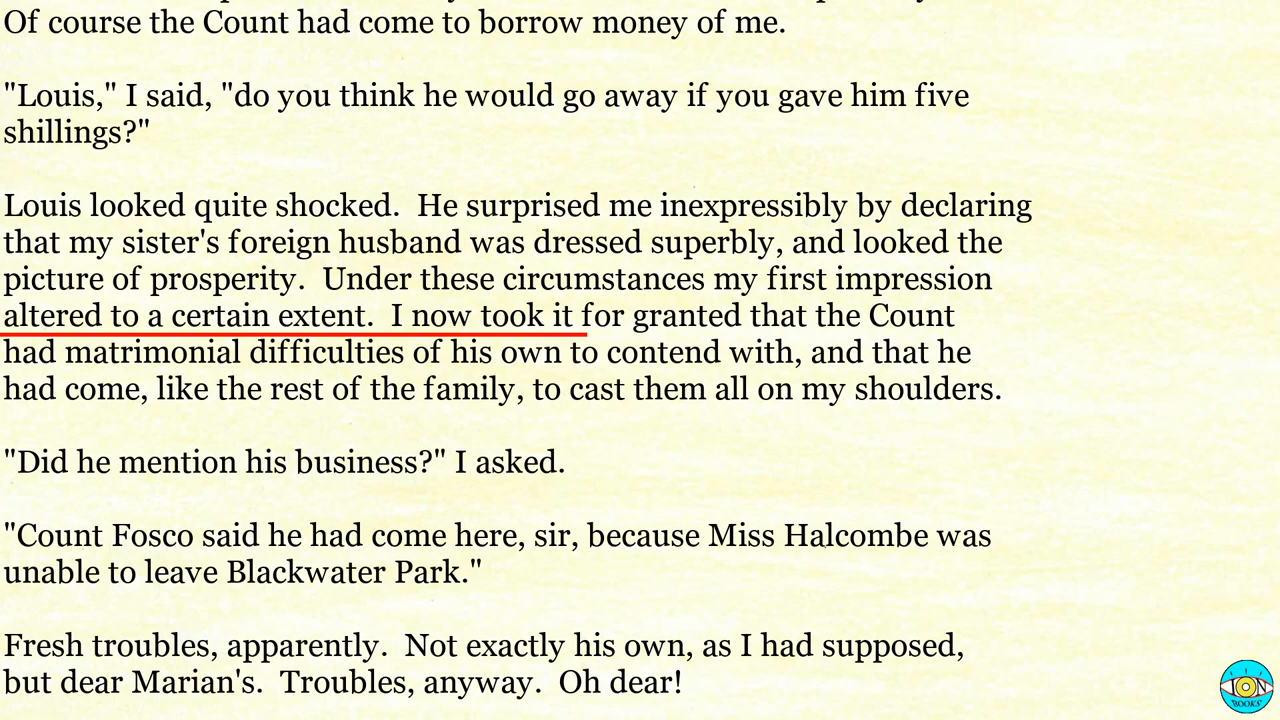 Of course the Count had come to borrow money of me.
"Louis," I said, "do you think he would go away if you gave him five
shillings?"
Louis looked quite shocked.  He surprised me inexpressibly by declaring
that my sister's foreign husband was dressed superbly, and looked the
picture of prosperity.  Under these circumstances my first impression
altered to a certain extent.  I now took it for granted that the Count
had matrimonial difficulties of his own to contend with, and that he
had come, like the rest of the family, to cast them all on my shoulders.
"Did he mention his business?" I asked.
"Count Fosco said he had come here, sir, because Miss Halcombe was
unable to leave Blackwater Park."
Fresh troubles, apparently.  Not exactly his own, as I had supposed,
but dear Marian's.  Troubles, anyway.  Oh dear!
ION
BOOKS